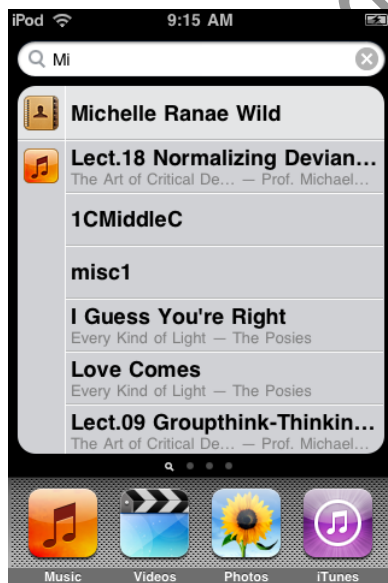 iPod 9:15 AM
Mi
Michelle Ranae Wild
Lect.18 Normalizing Devian...
The Art of Critical De... — Prof. Michael...
1CMiddleC
misc1
I Guess You're Right
Every Kind of Light — The Posies
Love Comes
Every Kind of Light — The Posies
Lect.09 Groupthink-Thinkin...
The Art of Critical De... — Prof. Michael...
Music Videos Photos iTunes